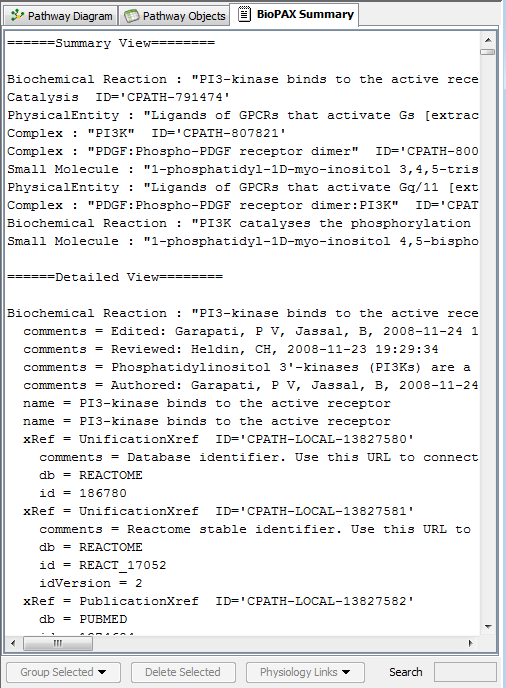 Pathway Diagram Pathway Objects BioPAX Summary
======Summary View========
Biochemical Reaction : "PI3-kinase binds to the active rece
Catalysis  ID='CPATH-791474'
PhysicalEntity : "Ligands of GPCRs that activate Gs [extrac
Complex : "PI3K"  ID='CPATH-807821'
Complex : "PDGF:Phospho-PDGF receptor dimer"  ID='CPATH-800
Small Molecule : "1-phosphatidyl-1D-myo-inositol 3,4,5-tris
PhysicalEntity : "Ligands of GPCRs that activate Gq/11 [ext
Complex : "PDGF:Phospho-PDGF receptor dimer:PI3K"  ID='CPAT
Biochemical Reaction : "PI3K catalyses the phosphorylation
Small Molecule : "1-phosphatidyl-1D-myo-inositol 4,5-bispho
======Detailed View========
Biochemical Reaction : "PI3-kinase binds to the active rece
comments = Edited: Garapati, P V, Jassal, B, 2008-11-24 1
comments = Reviewed: Heldin, CH, 2008-11-23 19:29:34
comments = Phosphatidylinositol 3'-kinases (PI3Ks) are a
comments = Authored: Garapati, P V, Jassal, B, 2008-11-24
name = PI3-kinase binds to the active receptor
name = PI3-kinase binds to the active receptor
xRef = UnificationXref  ID='CPATH-LOCAL-13827580'
comments = Database identifier. Use this URL to connect
db = REACTOME
id = 186780
xRef = UnificationXref  ID='CPATH-LOCAL-13827581'
comments = Reactome stable identifier. Use this URL to
db = REACTOME
id = REACT_17052
idVersion = 2
xRef = PublicationXref  ID='CPATH-LOCAL-13827582'
db = PUBMED
Group Selected Delete Selected Physiology Links Search